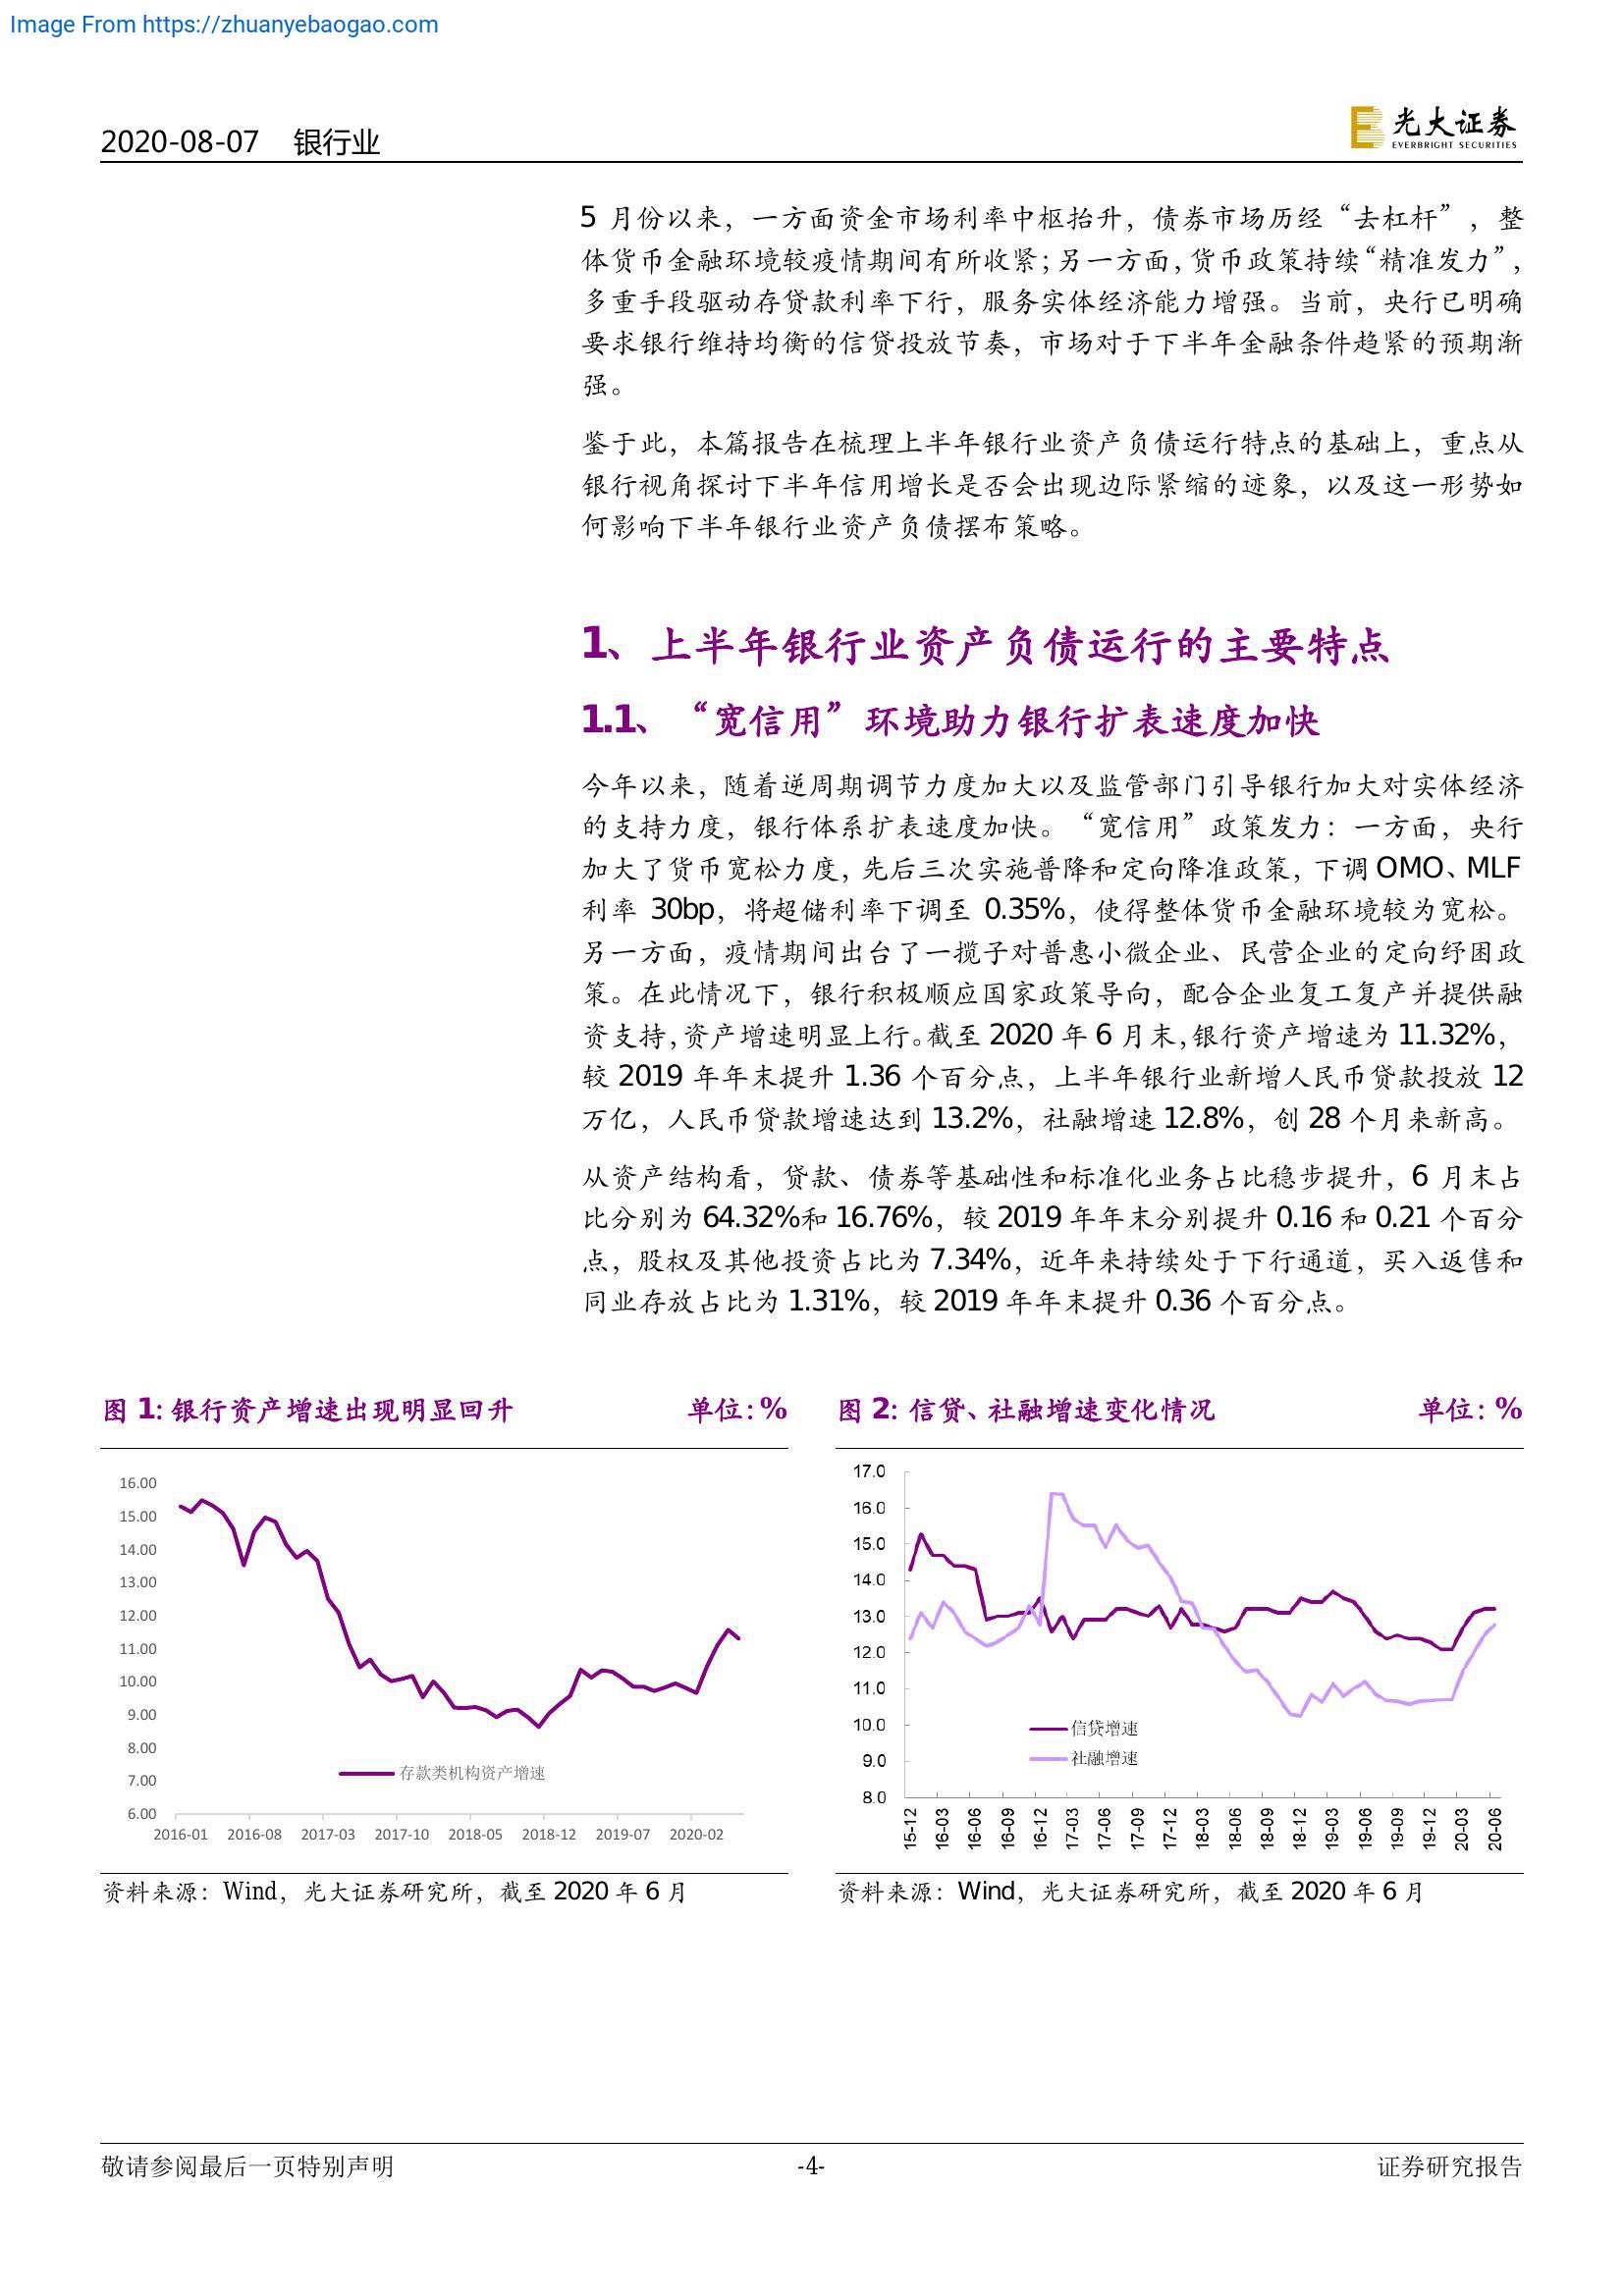 Image From https://zhuanyebaogao.com
2020-08-07 银行业
光大证券
EVERBRIGHT SECURITIES
5 月份以来，一方面资金市场利率中枢抬升，债券市场历经“去杠杆”，整
体货币金融环境较疫情期间有所收紧；另一方面，货币政策持续“精准发力”，
多重手段驱动存贷款利率下行，服务实体经济能力增强。当前，央行已明确
要求银行维持均衡的信贷投放节奏，市场对于下半年金融条件趋紧的预期渐
强。
鉴于此，本篇报告在梳理上半年银行业资产负债运行特点的基础上，重点从
银行视角探讨下半年信用增长是否会出现边际紧缩的迹象，以及这一形势如
何影响下半年银行业资产负债摆布策略。
1、上半年银行业资产负债运行的主要特点
1.1、“宽信用”环境助力银行扩表速度加快
今年以来，随着逆周期调节力度加大以及监管部门引导银行加大对实体经济
的支持力度，银行体系扩表速度加快。“宽信用”政策发力：一方面，央行
加大了货币宽松力度，先后三次实施普降和定向降准政策，下调 OMO、MLF
利率 30bp，将超储利率下调至 0.35%，使得整体货币金融环境较为宽松。
另一方面，疫情期间出台了一揽子对普惠小微企业、民营企业的定向纾困政
策。在此情况下，银行积极顺应国家政策导向，配合企业复工复产并提供融
资支持，资产增速明显上行。截至 2020 年 6 月末，银行资产增速为 11.32%，
较 2019 年年末提升 1.36 个百分点，上半年银行业新增人民币贷款投放 12
万亿，人民币贷款增速达到 13.2%，社融增速 12.8%，创 28 个月来新高。
从资产结构看，贷款、债券等基础性和标准化业务占比稳步提升，6 月末占
比分别为 64.32%和 16.76%，较 2019 年年末分别提升 0.16 和 0.21 个百分
点，股权及其他投资占比为 7.34%，近年来持续处于下行通道，买入返售和
同业存放占比为 1.31%，较 2019 年年末提升 0.36 个百分点。
图 1：银行资产增速出现明显回升 单位：%
16.00
15.00
14.00
13.00
12.00
11.00
10.00
9.00
8.00
7.00
6.00
存款类机构资产增速
2016-01 2016-08 2017-03 2017-10 2018-05 2018-12 2019-07 2020-02
资料来源：Wind，光大证券研究所，截至 2020 年 6 月
图 2：信贷、社融增速变化情况 单位：%
17.0
16.0
15.0
14.0
13.0
12.0
11.0
10.0
9.0
8.0
信贷增速
社融增速
15-12 16-03 16-06 16-09 16-12 17-03 17-06 17-09 17-12 18-03 18-06 18-09 18-12 19-03 19-06 19-09 19-12 20-03 20-06
资料来源：Wind，光大证券研究所，截至 2020 年 6 月
敬请参阅最后一页特别声明 -4- 证券研究报告